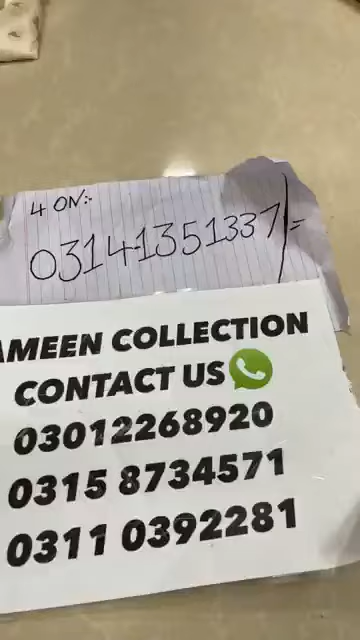 4 ON:-
03141351337/=
AMEEN COLLECTION
CONTACT US
03012268920
0315 8734571
0311 0392281